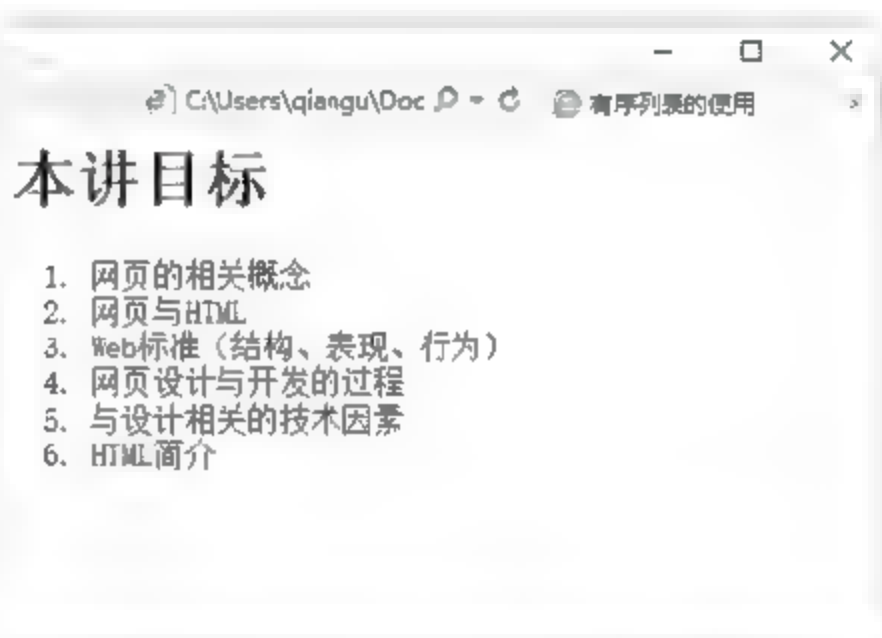 C:\Users\qiangu\Doc
有序列表的使用
本讲目标
1. 网页的相关概念
2. 网页与HTML
3. Web标准（结构、表现、行为）
4. 网页设计与开发的过程
5. 与设计相关的技术因素
6. HTML简介